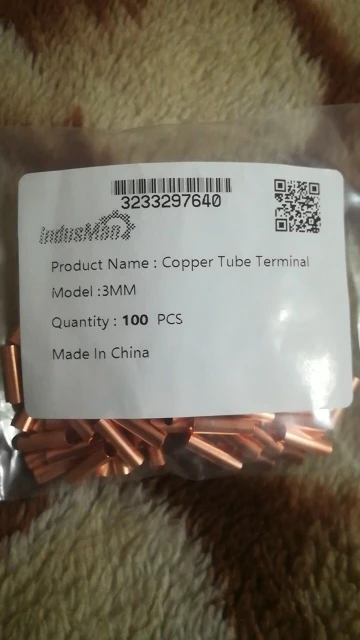 3233297640
IndusMan
Product Name : Copper Tube Terminal
Model :3MM
Quantity : 100 PCS
Made In China